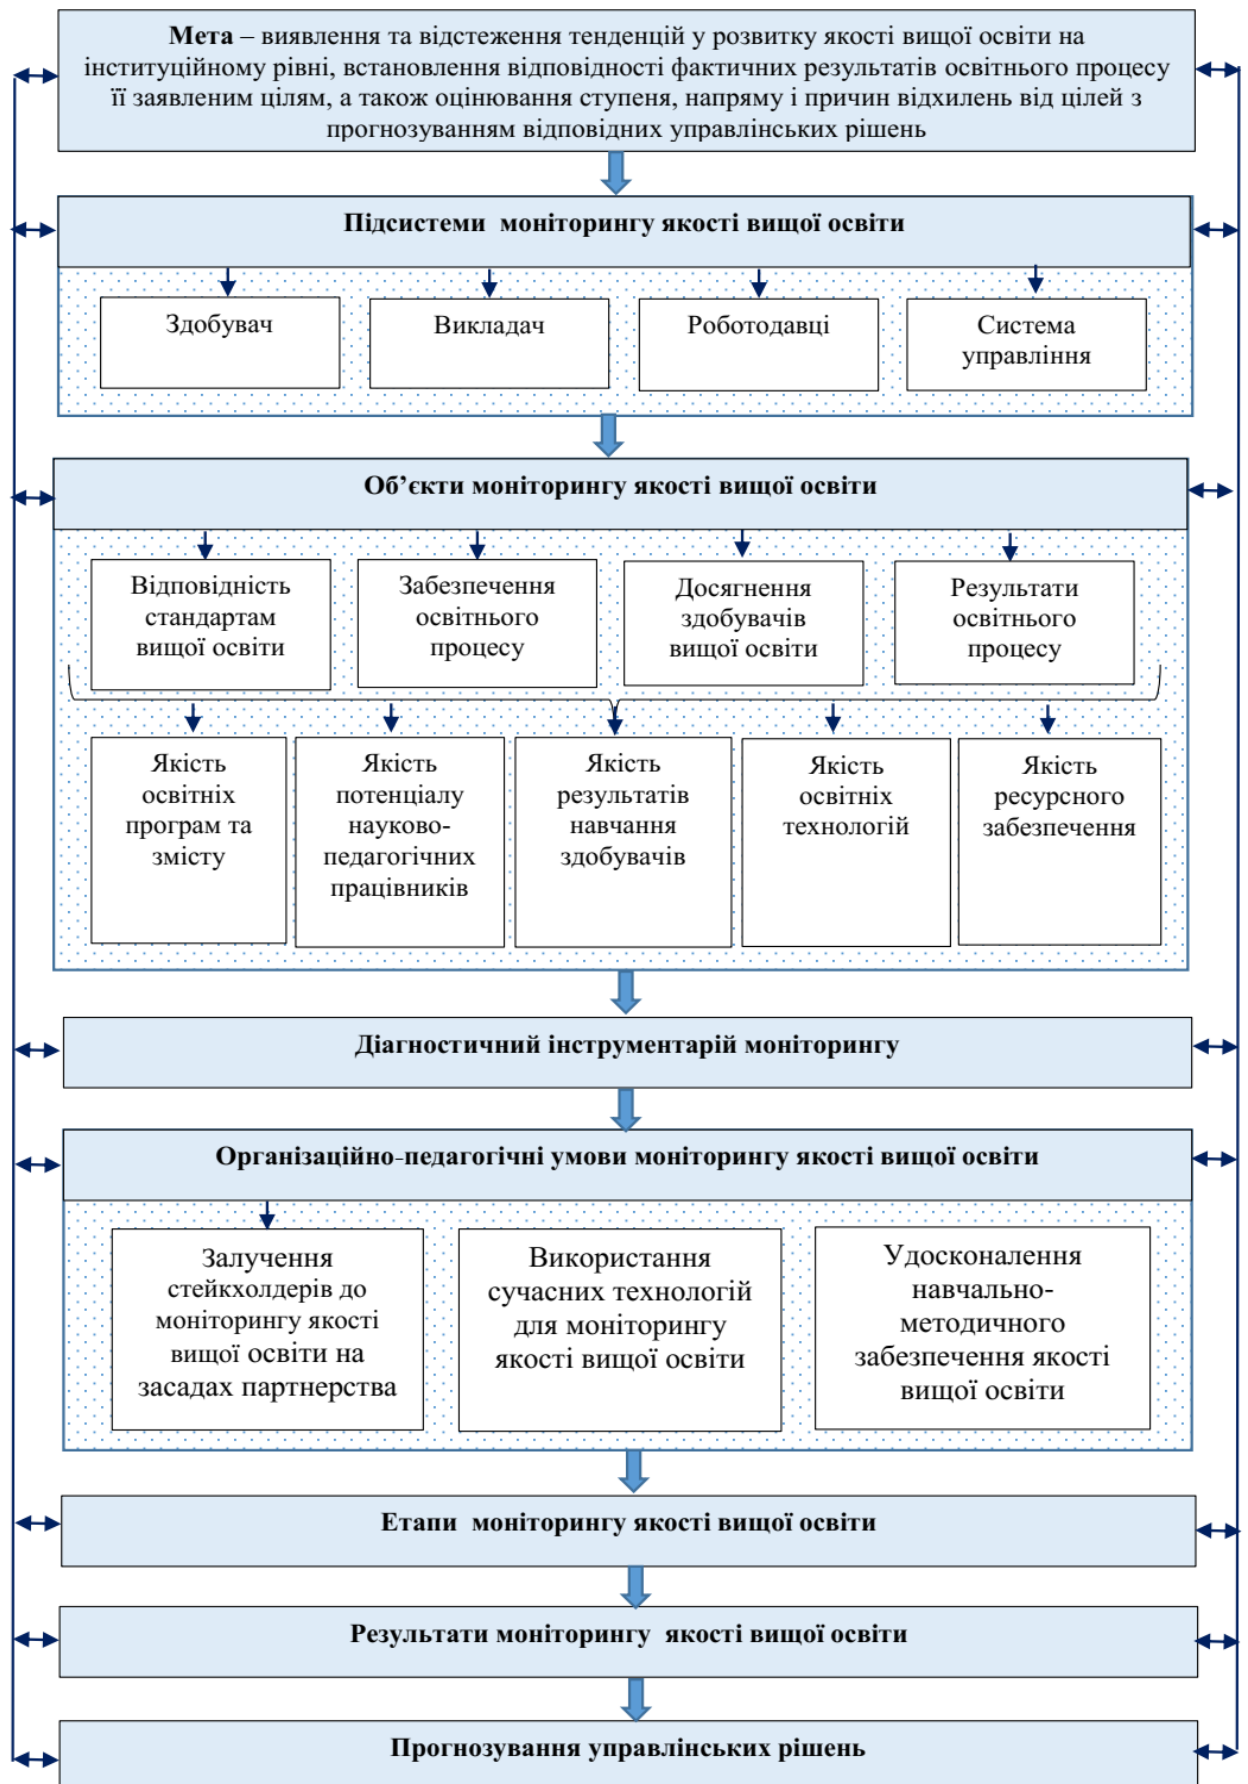 Мета – виявлення та відстеження тенденцій у розвитку якості вищої освіти на
інституційному рівні, встановлення відповідності фактичних результатів освітнього процесу
її заявленим цілям, а також оцінювання ступеня, напряму і причин відхилень від цілей з
прогнозуванням відповідних управлінських рішень
Підсистеми моніторингу якості вищої освіти
Здобувач
Викладач
Роботодавці
Система
управління
Об’єкти моніторингу якості вищої освіти
Відповідність
стандартам
вищої освіти
Забезпечення
освітнього
процесу
Досягнення
здобувачів
вищої освіти
Результати
освітнього
процесу
Якість
освітніх
програм та
змісту
Якість
потенціалу
науково-
педагогічних
працівників
Якість
результатів
навчання
здобувачів
Якість
освітніх
технологій
Якість
ресурсного
забезпечення
Діагностичний інструментарій моніторингу
Організаційно-педагогічні умови моніторингу якості вищої освіти
Залучення
стейкхолдерів до
моніторингу якості
вищої освіти на
засадах партнерства
Використання
сучасних технологій
для моніторингу
якості вищої освіти
Удосконалення
навчально-
методичного
забезпечення якості
вищої освіти
Етапи моніторингу якості вищої освіти
Результати моніторингу якості вищої освіти
Прогнозування управлінських рішень